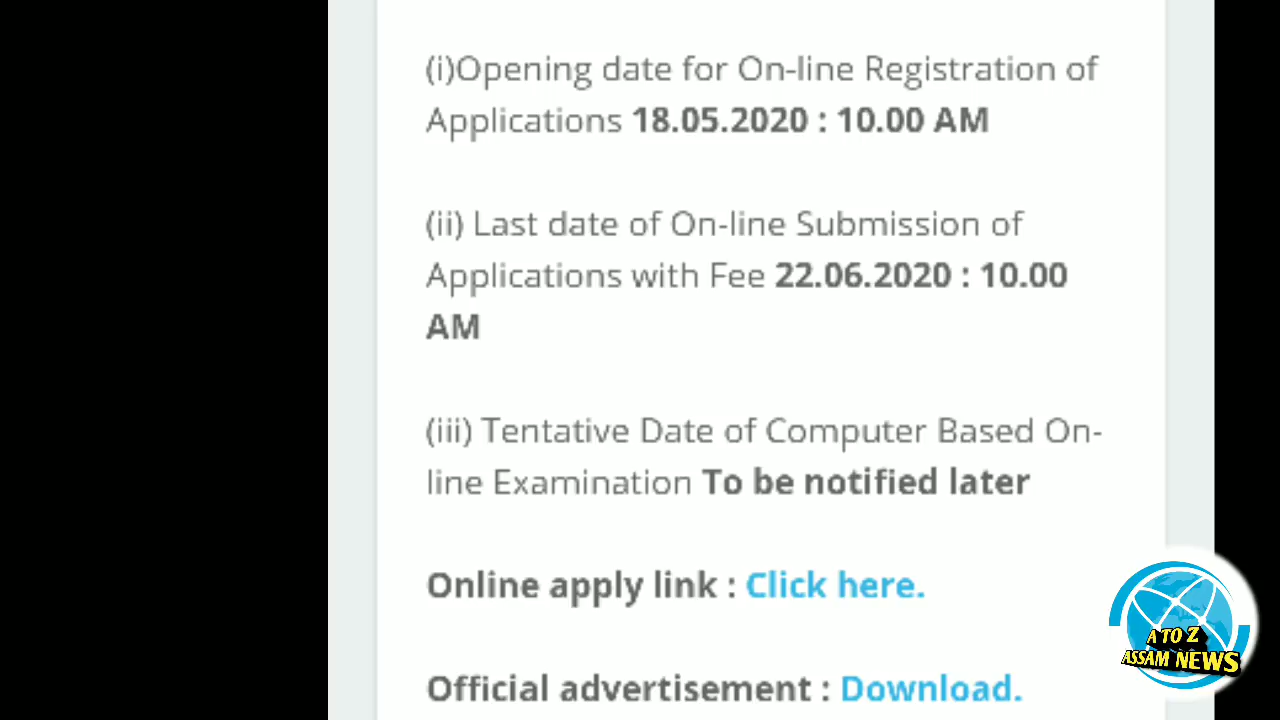 (i)Opening date for On-line Registration of
Applications 18.05.2020 : 10.00 AM
(ii) Last date of On-line Submission of
Applications with Fee 22.06.2020 : 10.00
AM
(iii) Tentative Date of Computer Based On-
line Examination To be notified later
Online apply link : Click here.
Official advertisement : Download.
A TO Z
ASSAM NEWS